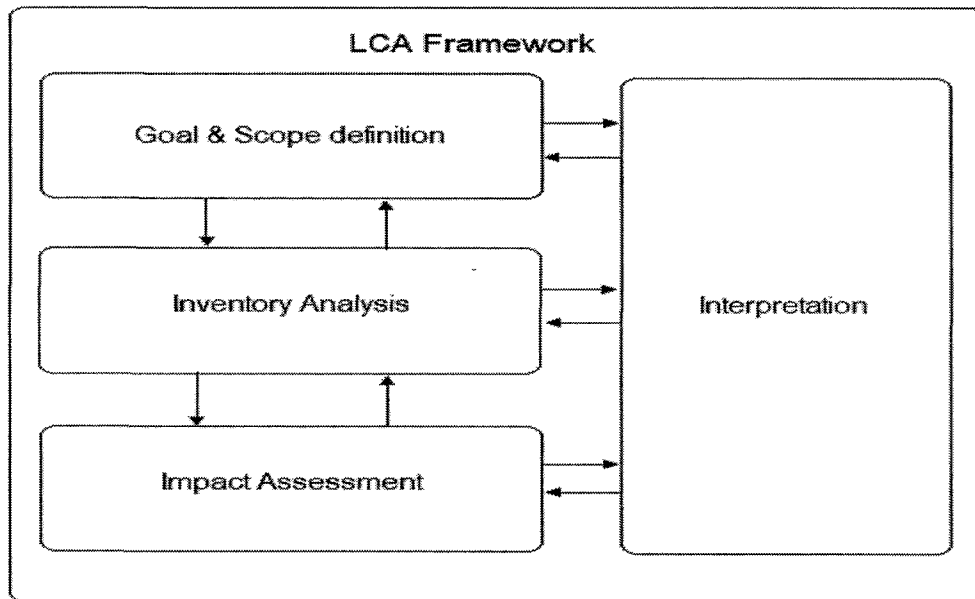 LCA Framework
Goal & Scope definition
Inventory Analysis
Interpretation
Impact Assessment